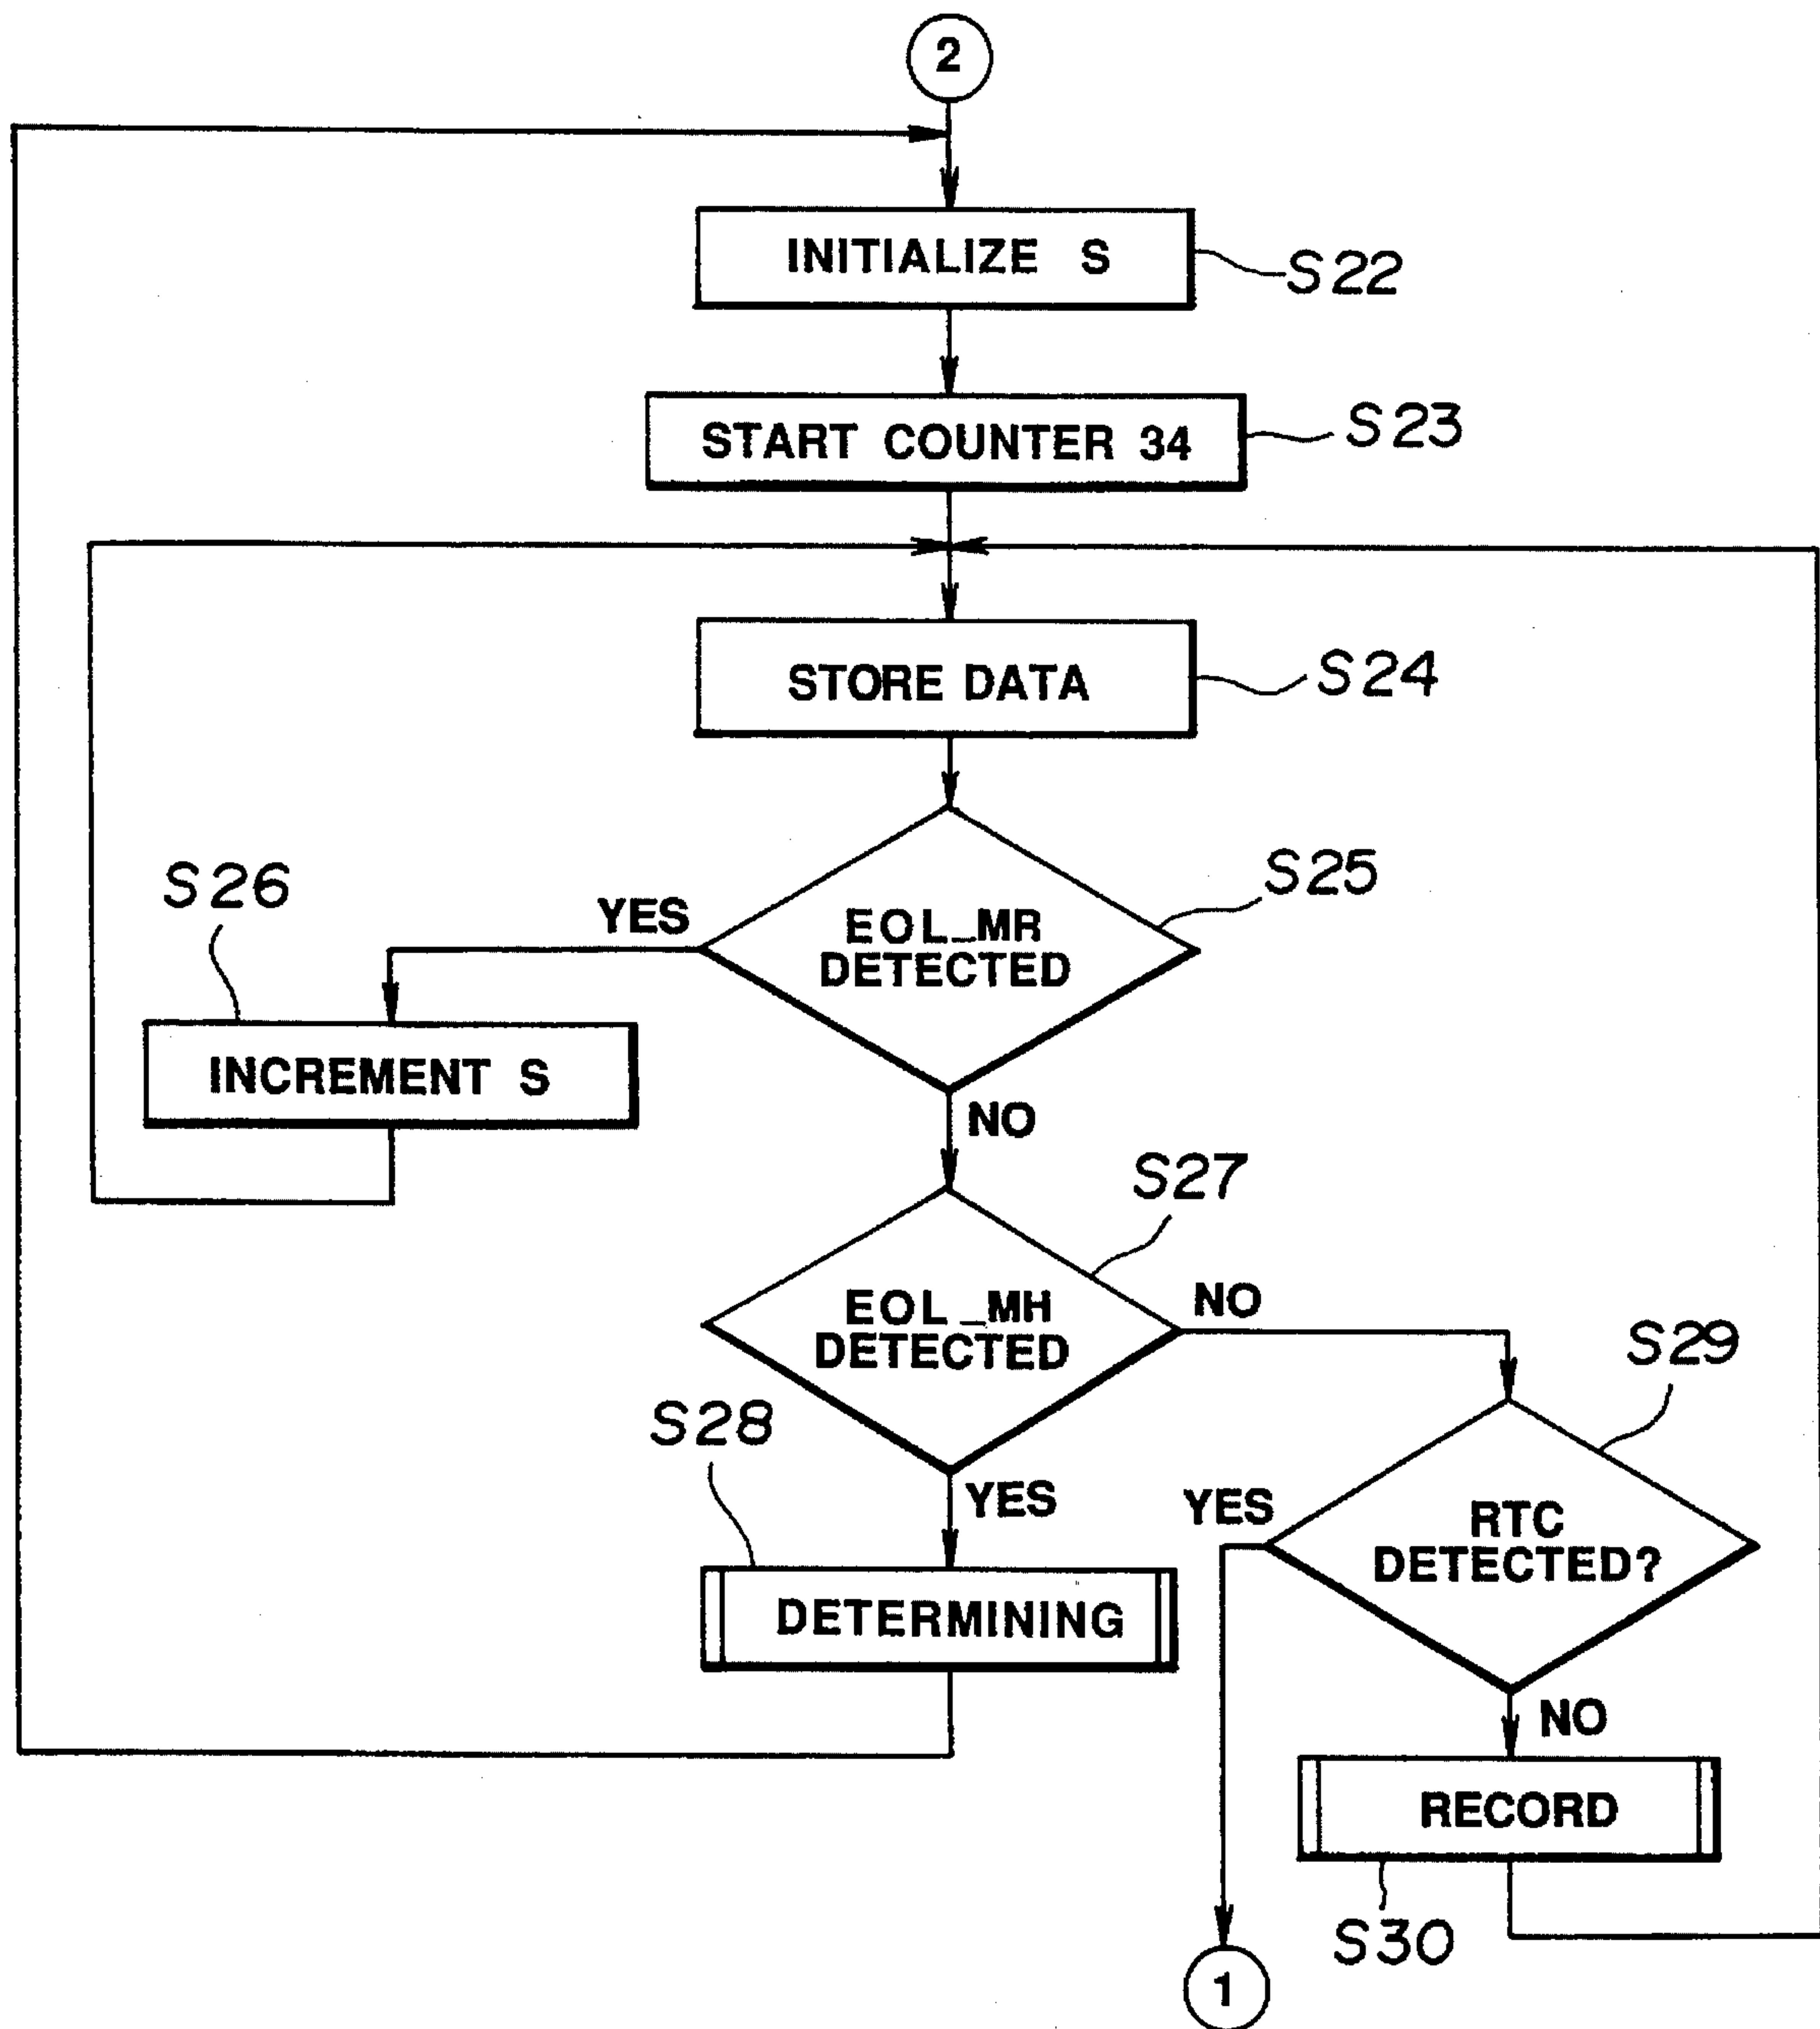 2
INITIALIZE S
S22
START COUNTER 34
S23
STORE DATA
S24
S25
EOL_MR
DETECTED
YES
S26
INCREMENT S
NO
S27
EOL_MH
DETECTED
NO
S29
S28
YES
YES
RTC
DETECTED?
DETERMINING
NO
RECORD
S30
1